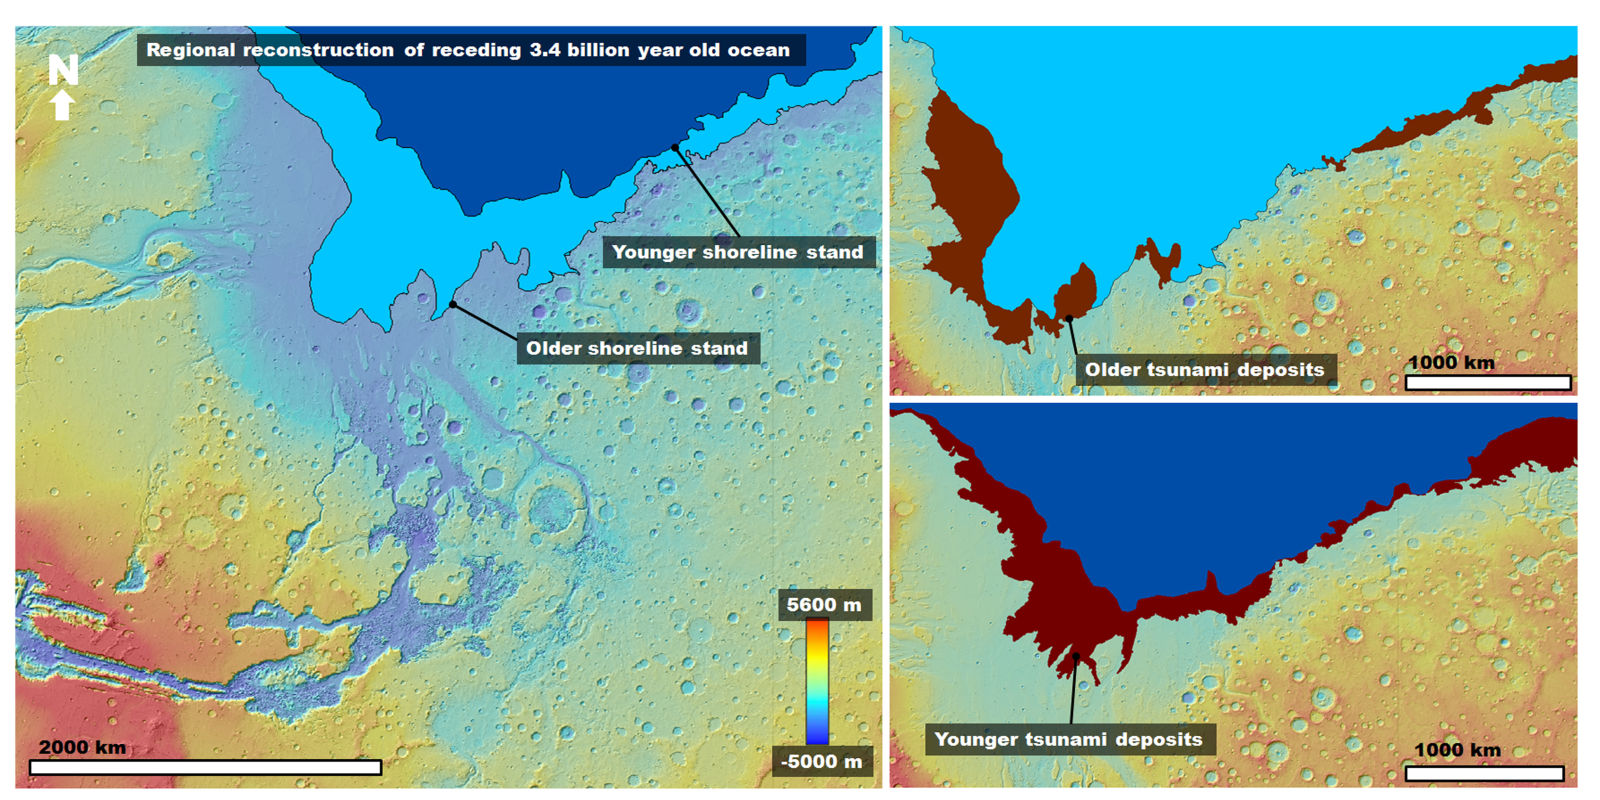 Regional reconstruction of receding 3.4 billion year old ocean
N
Younger shoreline stand
Older shoreline stand
5600 m
-5000 m
2000 km
Older tsunami deposits
1000 km
Younger tsunami deposits
1000 km